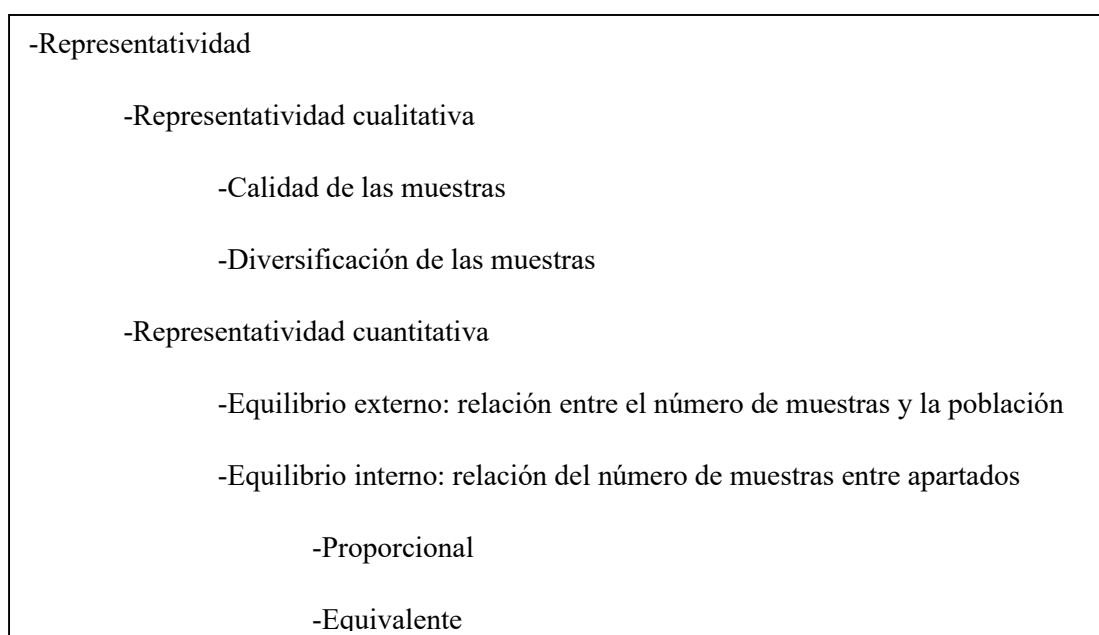 -Representatividad
-Representatividad cualitativa
-Calidad de las muestras
-Diversificación de las muestras
-Representatividad cuantitativa
-Equilibrio externo: relación entre el número de muestras y la población
-Equilibrio interno: relación del número de muestras entre apartados
-Proporcional
-Equivalente